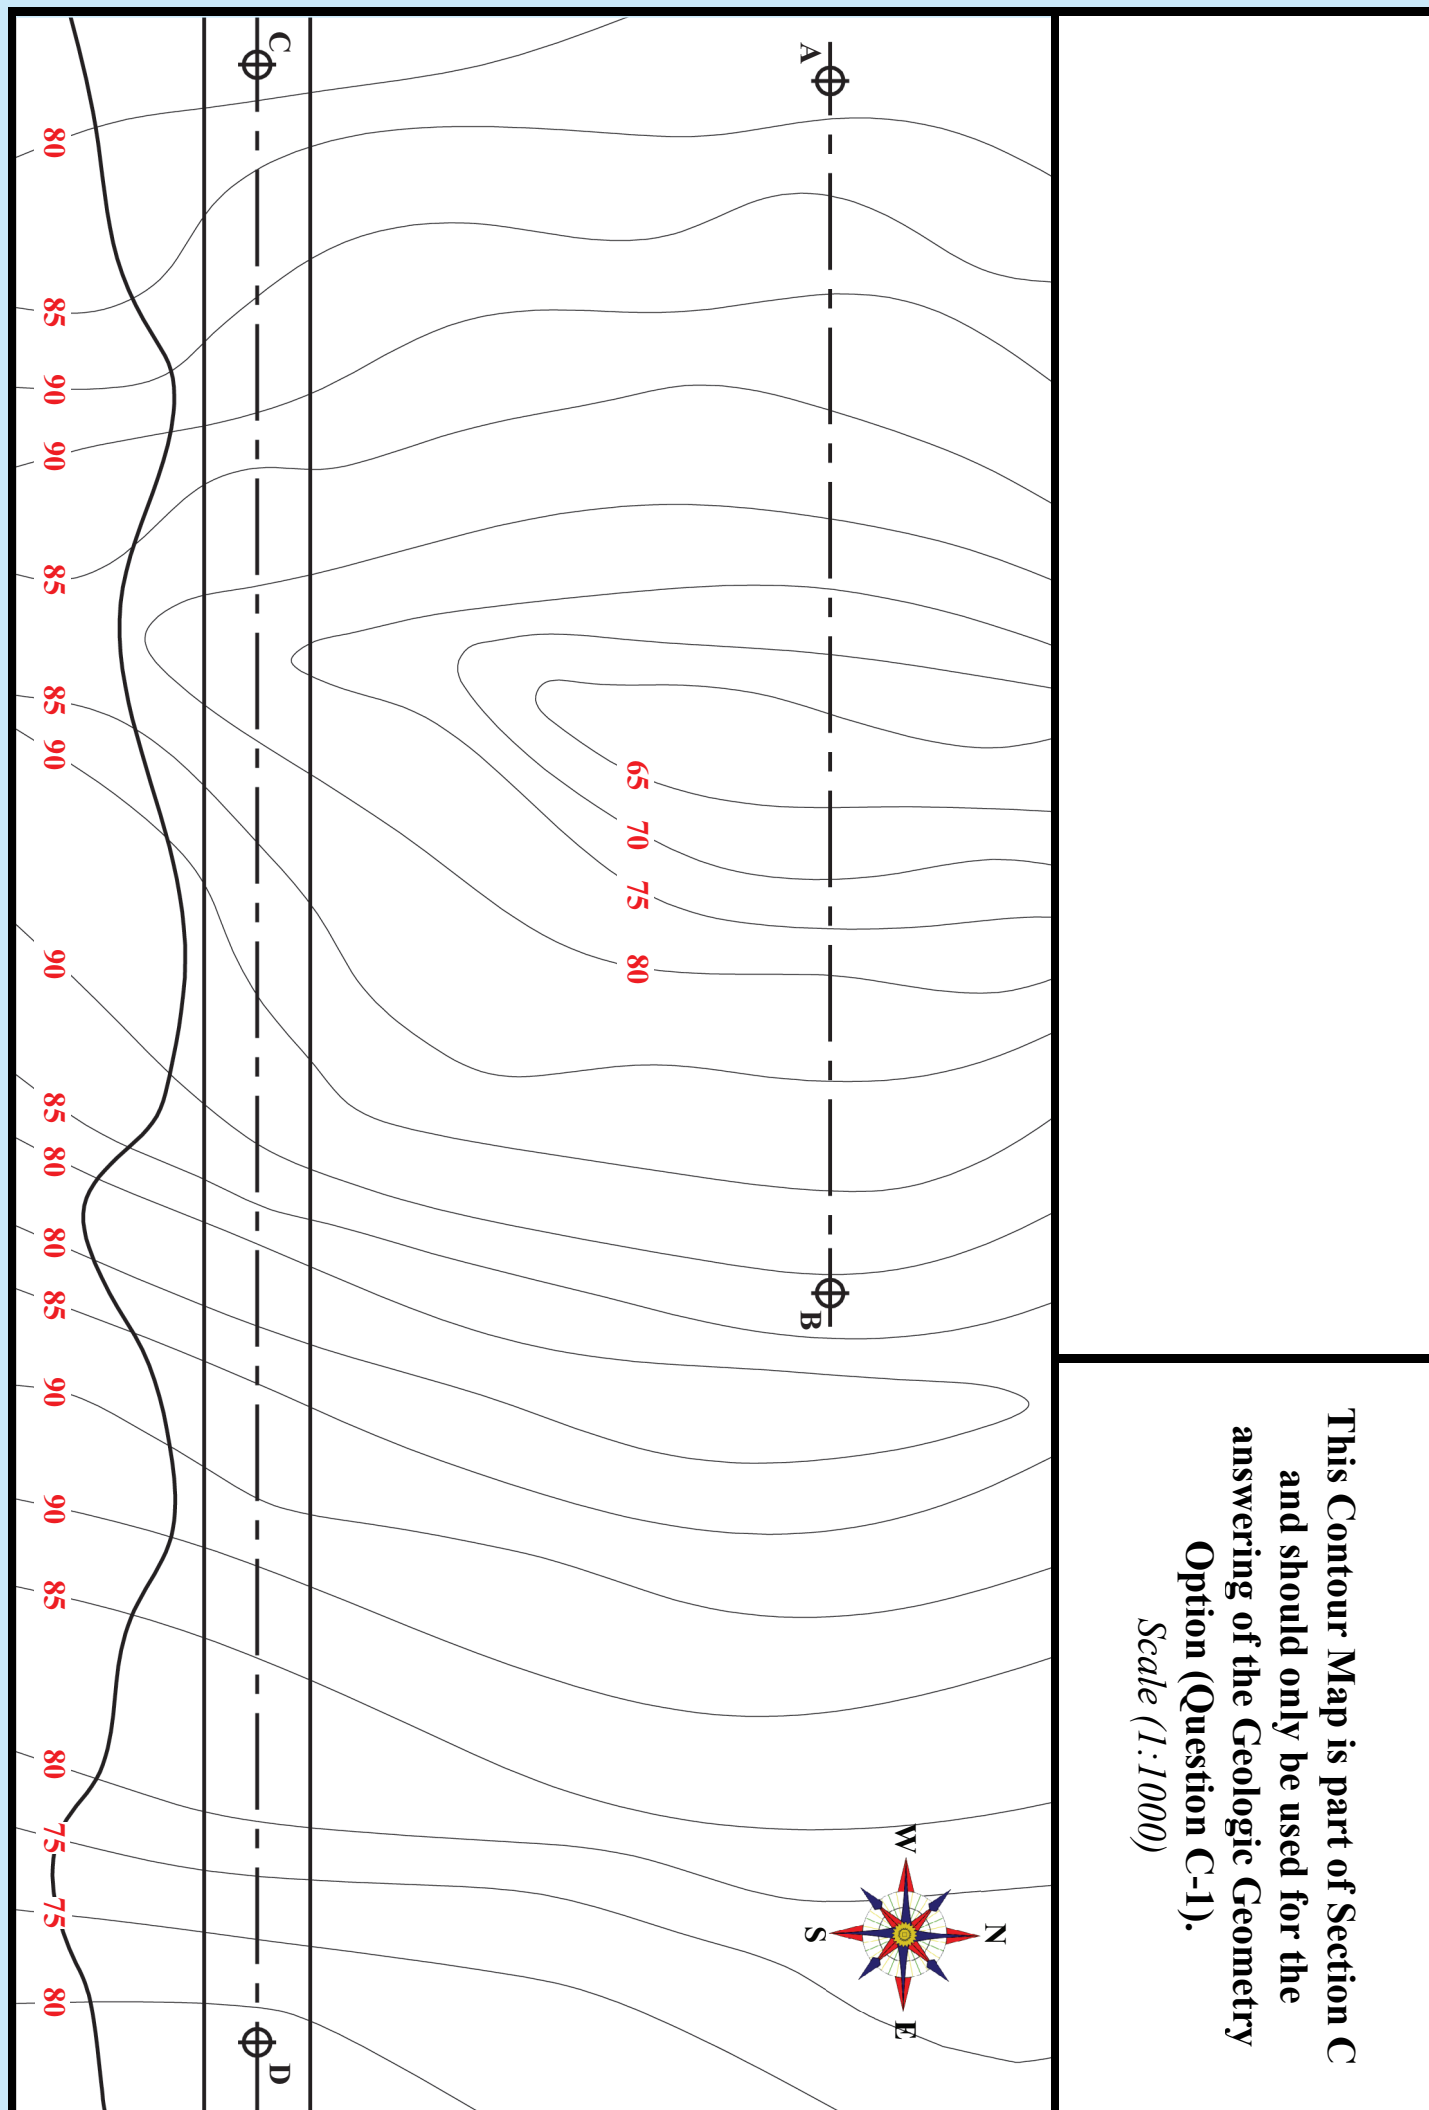 This Contour Map is part of Section C
and should only be used for the
answering of the Geologic Geometry
Option (Question C-1).
Scale (1:1000)
A
B
C
D
N
W
E
S
65
70
75
80
80
85
90
90
85
85
90
90
85
80
80
85
90
90
85
80
75
75
80